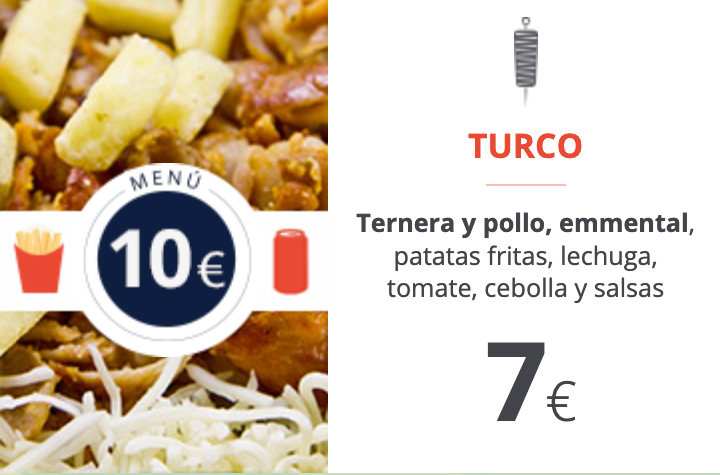 MENÚ
10€
TURCO
Ternera y pollo, emmental,
patatas fritas, lechuga,
tomate, cebolla y salsas
7€